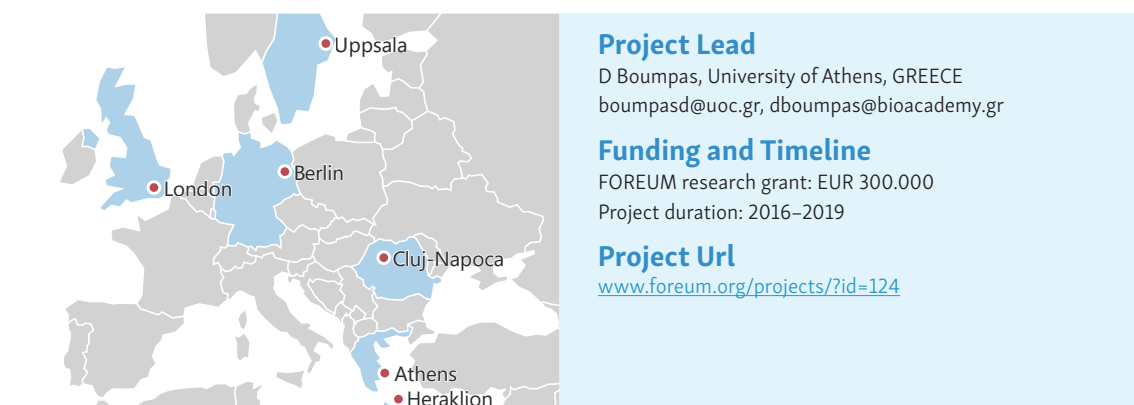 Uppsala
London
Berlin
Cluj-Napoca
Athens
Heraklion
Project Lead
D Boumpas, University of Athens, GREECE
boumpasd@uoc.gr, dboumpas@bioacademy.gr
Funding and Timeline
FOREUM research grant: EUR 300.000
Project duration: 2016–2019
Project Url
www.foreum.org/projects/?id=124